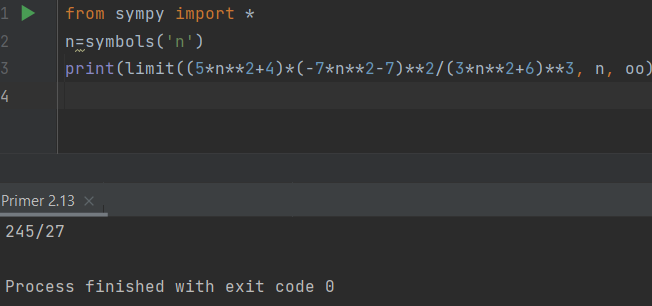 1 from sympy import *
2 n=symbols('n')
3 print(limit((5*n**2+4)*(-7*n**2-7)**2/(3*n**2+6)**3, n, oo)
4
Primer 2.13 ×
245/27
Process finished with exit code 0